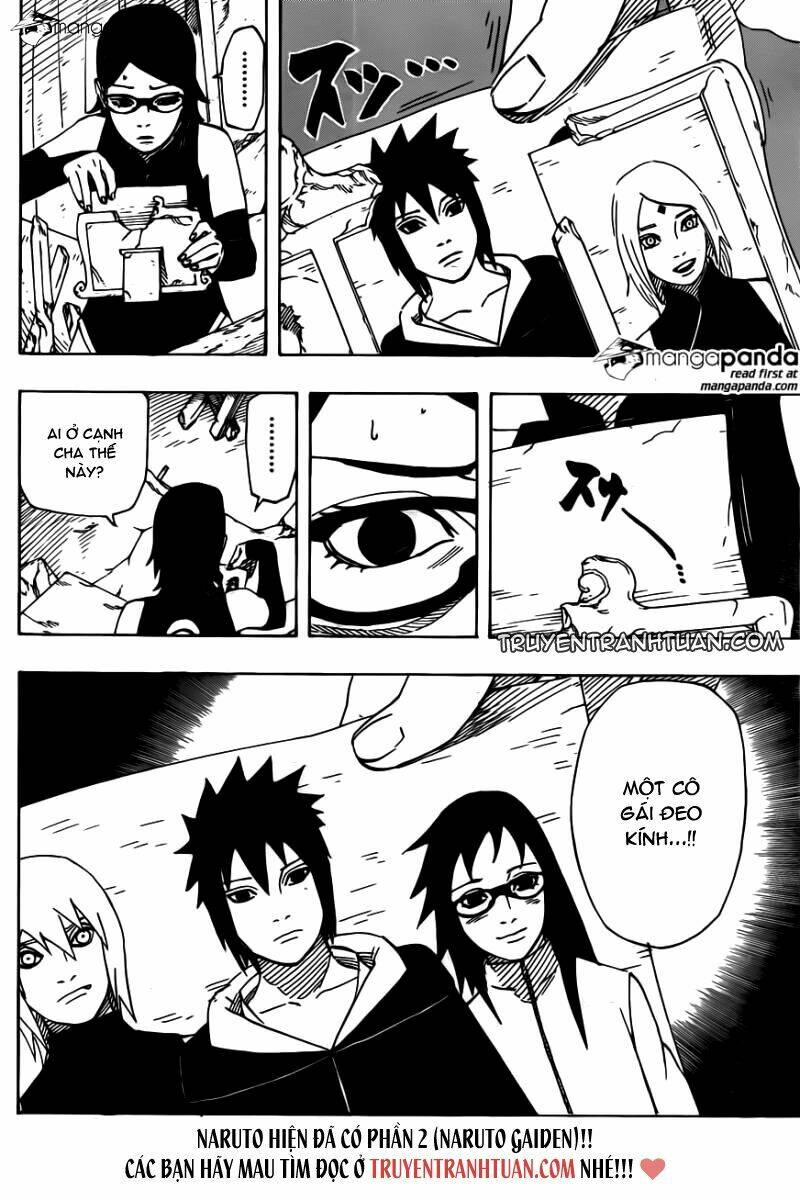 manga
........
スッ...
mangapanda
read first at
mangapanda.com
AI Ở CẠNH
CHA THẾ
NÀY?
........
スゥー...
TRUYENTRANHTUAN.COM
MỘT CÔ
GÁI ĐEO
KÍNH...!!
NARUTO HIỆN ĐÃ CÓ PHẦN 2 (NARUTO GAIDEN)!!
CÁC BẠN HÃY MAU TÌM ĐỌC Ở TRUYENTRANHTUAN.COM NHÉ!!! ❤